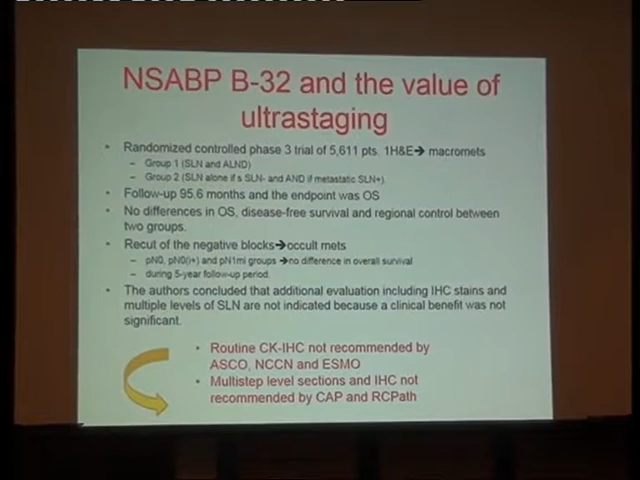 NSABP B-32 and the value of
ultrastaging
• Randomized controlled phase 3 trial of 5,611 pts. 1H&E➔ macromets
– Group 1 (SLN and ALND)
– Group 2 (SLN alone if s SLN- and AND if metastatic SLN+).
• Follow-up 95.6 months and the endpoint was OS
• No differences in OS, disease-free survival and regional control between
two groups.
• Recut of the negative blocks➔occult mets
– pN0, pN0(i+) and pN1mi groups ➔no difference in overall survival
– during 5-year follow-up period.
• The authors concluded that additional evaluation including IHC stains and
multiple levels of SLN are not indicated because a clinical benefit was not
significant.
• Routine CK-IHC not recommended by
ASCO, NCCN and ESMO
• Multistep level sections and IHC not
recommended by CAP and RCPath